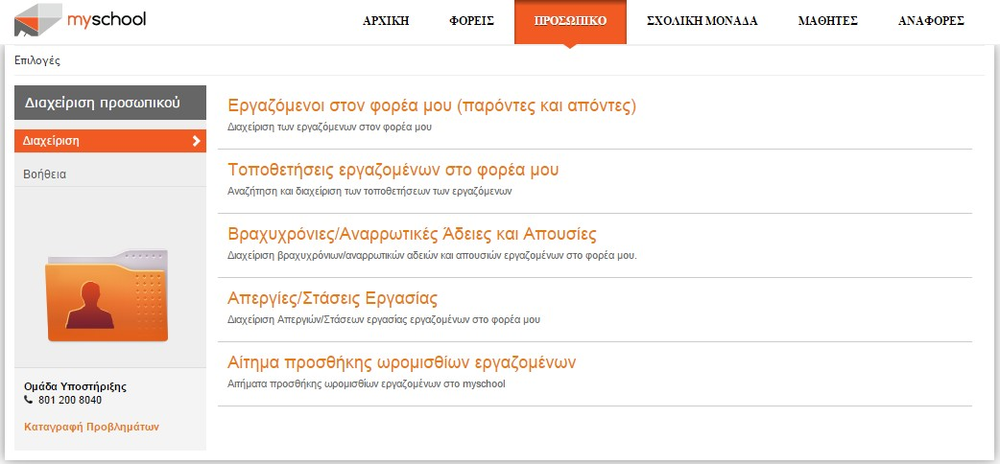 myschool
ΑΡΧΙΚΗ ΦΟΡΕΙΣ ΠΡΟΣΩΠΙΚΟ ΣΧΟΛΙΚΗ ΜΟΝΑΔΑ ΜΑΘΗΤΕΣ ΑΝΑΦΟΡΕΣ
Επιλογές
Διαχείριση προσωπικού
Διαχείριση
Βοήθεια
Ομάδα Υποστήριξης
801 200 8040
Καταγραφή Προβλημάτων
Εργαζόμενοι στον φορέα μου (παρόντες και απόντες)
Διαχείριση των εργαζόμενων στον φορέα μου
Τοποθετήσεις εργαζομένων στο φορέα μου
Αναζήτηση και διαχείριση των τοποθετήσεων των εργαζόμενων
Βραχυχρόνιες/Αναρρωτικές Άδειες και Απουσίες
Διαχείριση βραχυχρόνιων/αναρρωτικών αδειών και απουσιών εργαζομένων στο φορέα μου.
Απεργίες/Στάσεις Εργασίας
Διαχείριση Απεργιών/Στάσεων εργασίας εργαζομένων στο φορέα μου
Αίτημα προσθήκης ωρομισθίων εργαζομένων
Αιτήματα προσθήκης ωρομισθίων εργαζομένων στο myschool